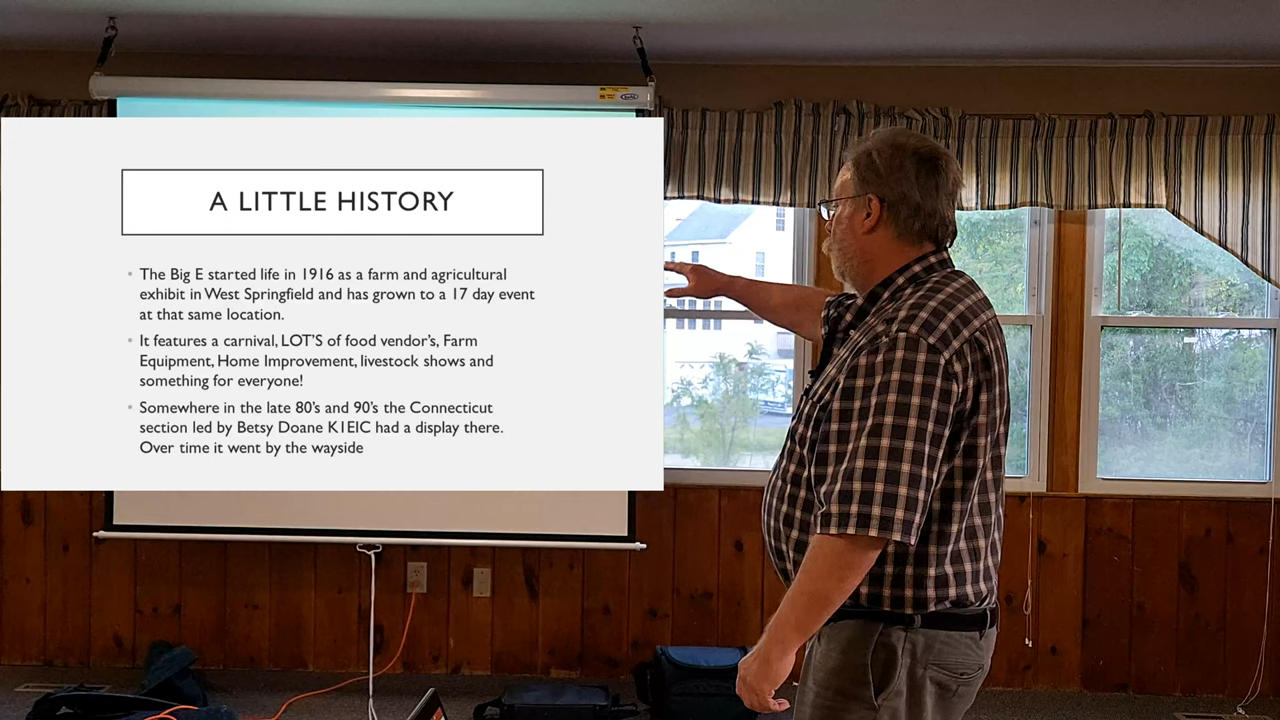 A LITTLE HISTORY
The Big E started life in 1916 as a farm and agricultural
exhibit in West Springfield and has grown to a 17 day event
at that same location.
It features a carnival, LOT'S of food vendor's, Farm
Equipment, Home Improvement, livestock shows and
something for everyone!
Somewhere in the late 80's and 90's the Connecticut
section led by Betsy Doane K1EIC had a display there.
Over time it went by the wayside